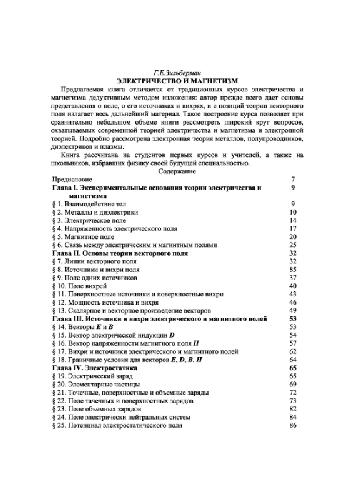 Г.Е.Зильберман
ЭЛЕКТРИЧЕСТВО И МАГНЕТИЗМ
Предлагаемая книга отличается от традиционных курсов электричества и
магнетизма дедуктивным методом изложения: автор прежде всего дает основы
представления о поле, о его источниках и вихрях, и с позиций теории векторного
поля излагает весь дальнейший материал. Такое построение курса позволяет при
сравнительно небольшом объеме книги рассмотреть широкий круг вопросов,
охватываемых современной теорией электричества и магнетизма и электронной
теорией. Подробно рассмотрена электронная теория металлов, полупроводников,
диэлектриков и плазмы.
Книга рассчитана на студентов первых курсов и учителей, а также на
школьников, избравших физику своей будущей специальностью.
Содержание
Предисловие 7
Глава I. Экспериментальные основания теории электричества и 9
магнетизма
§ 1. Взаимодействие тел 9
§ 2. Металлы и диэлектрики 10
§ 3. Электрическое поле 14
§ 4. Напряженность электрического поля 17
§ 5. Магнитное поле 20
§ 6. Связь между электрическим и магнитным полями 25
Глава II. Основы теории векторного поля 32
§ 7. Линии векторного поля 32
§ 8. Источники и вихри поля 85
§ 9. Поле одних источников 37
§ 10. Поле вихрей 40
§ 11. Поверхностные источники и поверхностные вихри 43
§ 12. Мощность источника и вихря 46
§ 13. Скалярное и векторное произведение векторов 49
Глава III. Источники и вихри электрического и магнитного полей 53
§ 14. Векторы E и B 53
§ 15. Вектор электрической индукции D 54
§ 16. Вектор напряженности магнитного поля H 57
§ 17. Вихри и источники электрического и магнитного полей 62
§ 18. Граничные условия для векторов E, D, B, H 64
Глава IV. Электростатика 65
§ 19. Электрический заряд 65
§ 20. Элементарные частицы 69
§ 21. Точечные, поверхностные и объемные заряды 72
§ 22. Поле точечных и поверхностных зарядов 73
§ 23. Поле объемных зарядов 82
§ 24. Поле электрически нейтральных систем 84
§ 25. Потенциал электростатического поля 86